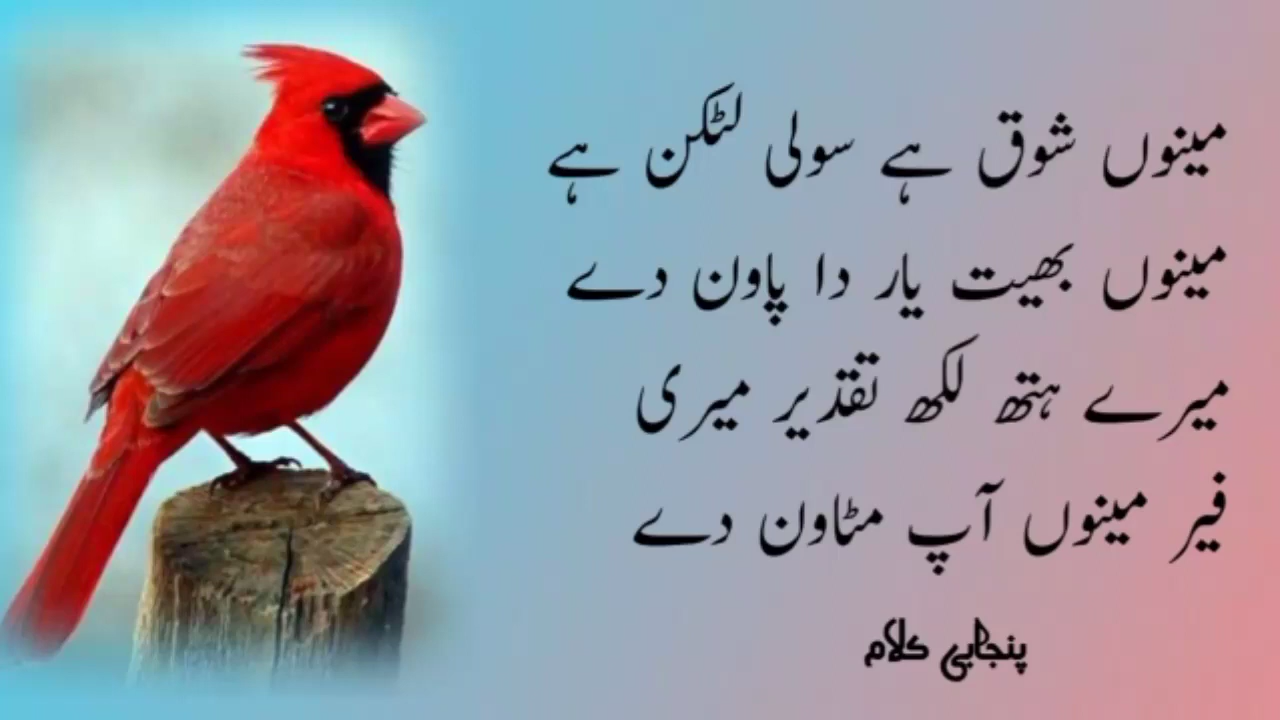 مینوں شوق ہے سولی لٹکن ہے
مینوں بھیت یار دا پاون دے
میرے ہتھ لکھ تقدیر میری
فیر مینوں آپ مٹاون دے
پنجابی کلام